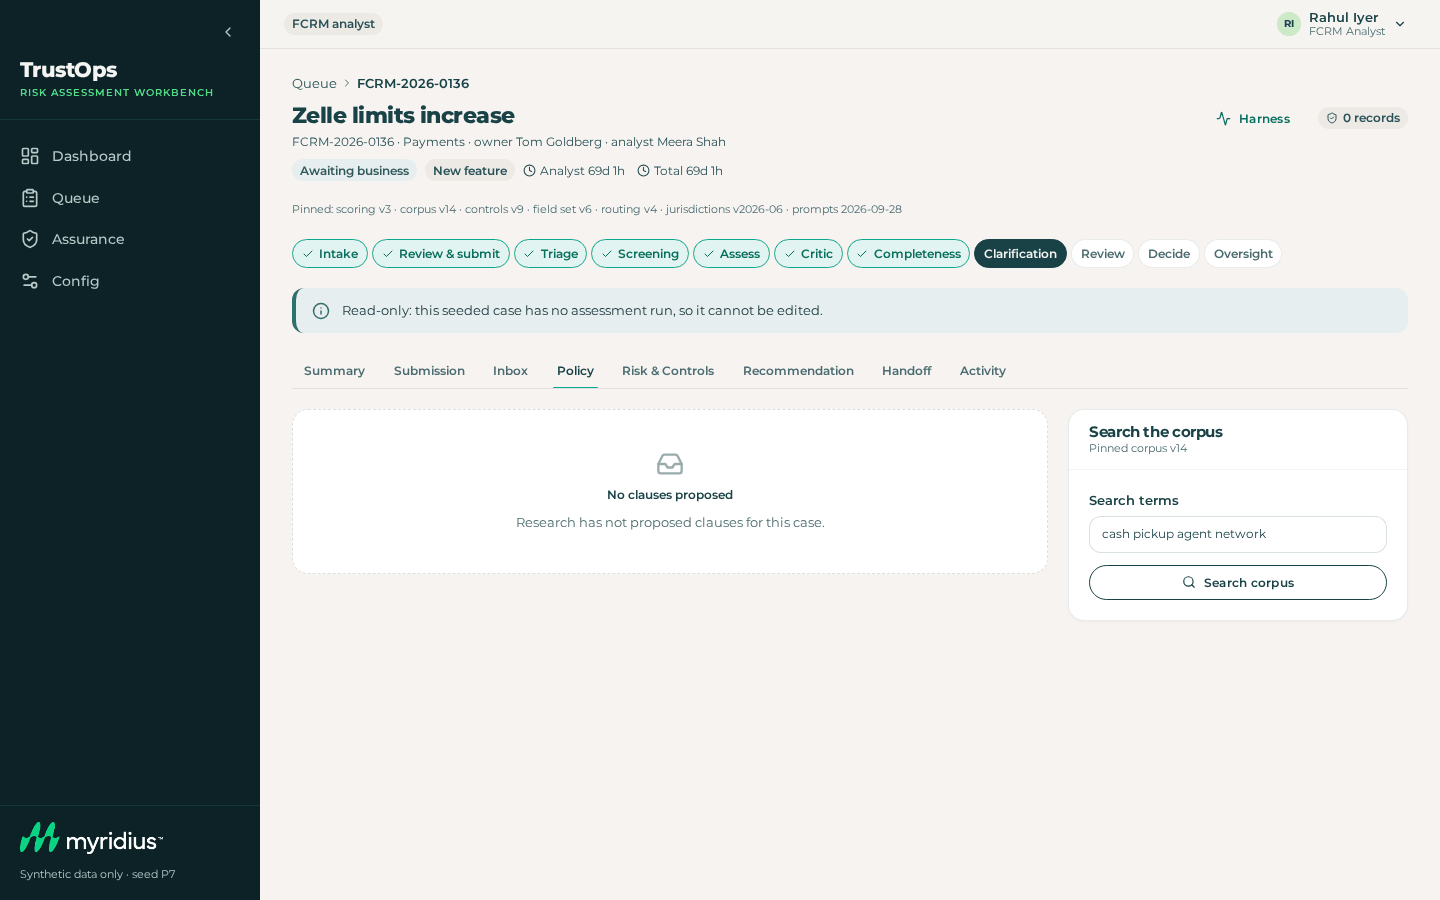 TrustOps
RISK ASSESSMENT WORKBENCH
Dashboard
Queue
Assurance
Config
myridius™
Synthetic data only · seed P7
FCRM analyst
RI
Rahul Iyer
FCRM Analyst
Queue > FCRM-2026-0136
Zelle limits increase
FCRM-2026-0136 · Payments · owner Tom Goldberg · analyst Meera Shah
Awaiting business New feature Analyst 69d 1h Total 69d 1h
Harness 0 records
Pinned: scoring v3 · corpus v14 · controls v9 · field set v6 · routing v4 · jurisdictions v2026-06 · prompts 2026-09-28
Intake Review & submit Triage Screening Assess Critic Completeness Clarification Review Decide Oversight
Read-only: this seeded case has no assessment run, so it cannot be edited.
Summary Submission Inbox Policy Risk & Controls Recommendation Handoff Activity
No clauses proposed
Research has not proposed clauses for this case.
Search the corpus
Pinned corpus v14
Search terms
cash pickup agent network
Search corpus